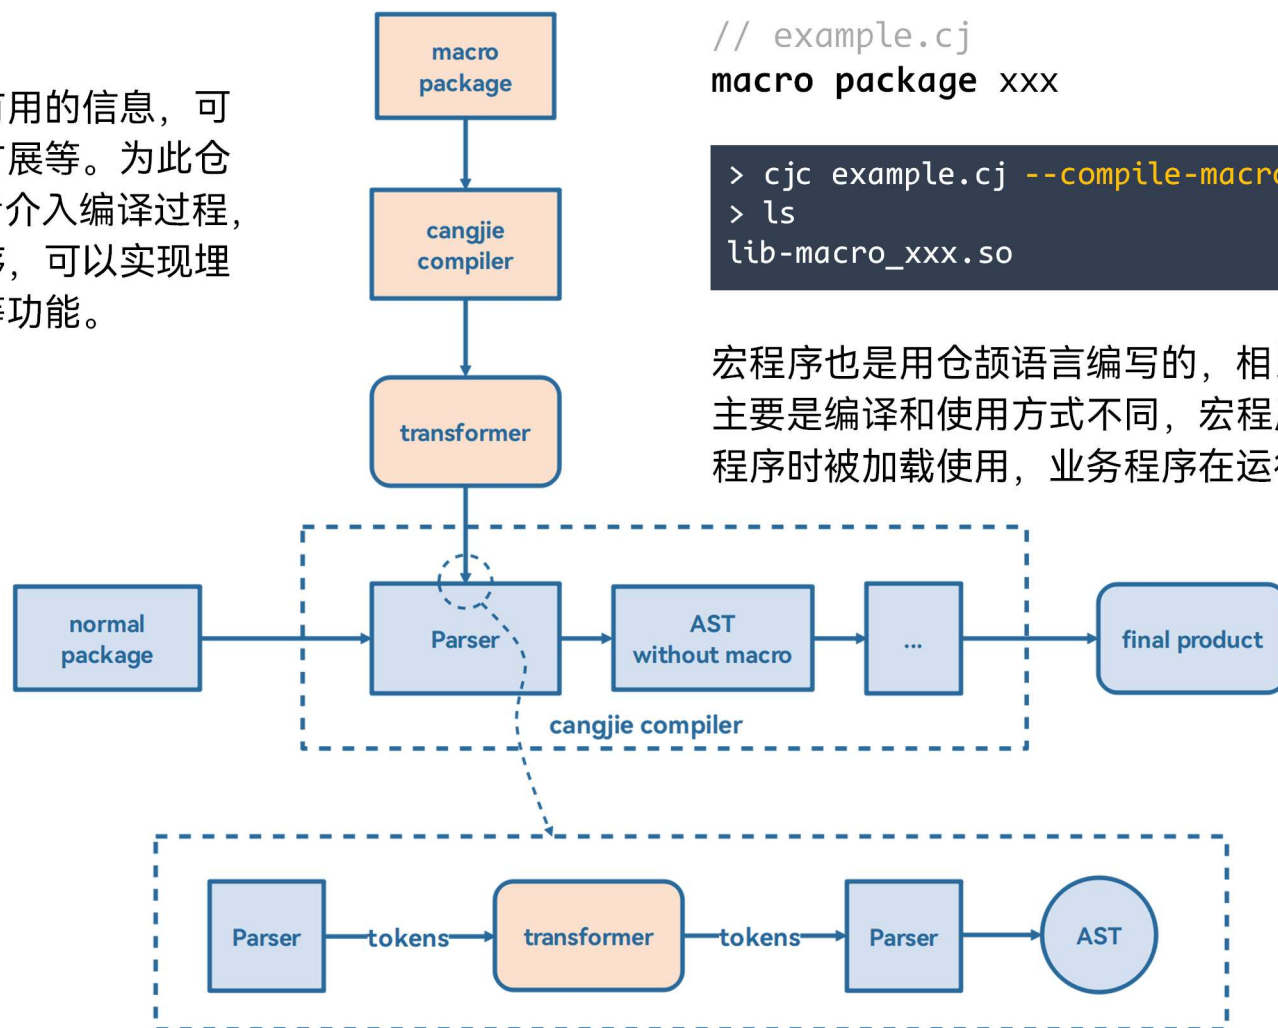 有用的信息，可
展等。为此仓
介入编译过程，
，可以实现埋
等功能。
macro
package
cangjie
compiler
transformer
// example.cj
macro package xxx
> cjc example.cj --compile-macro
> ls
lib-macro_xxx.so
宏程序也是用仓颉语言编写的，相
主要是编译和使用方式不同，宏程
程序时被加载使用，业务程序在运
normal
package
Parser
AST
without macro
...
final product
cangjie compiler
Parser
tokens
transformer
tokens
Parser
AST